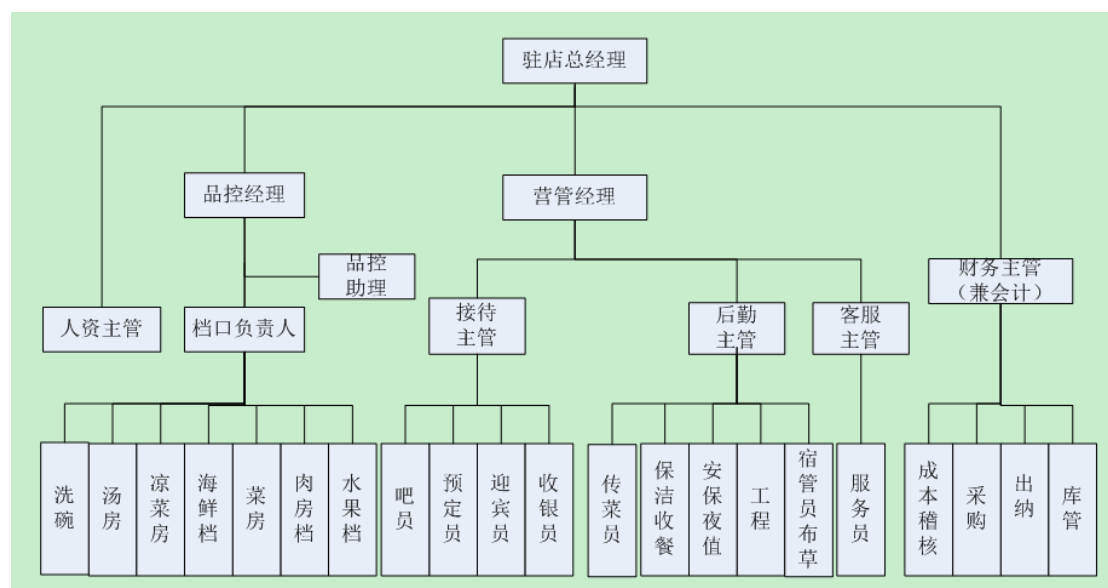 驻店总经理
品控经理
营管经理
品控
助理
财务主管
（兼会计）
人资主管
档口负责人
接待
主管
后勤
主管
客服
主管
洗碗
汤房
凉菜房
海鲜档
菜房
肉房档
水果档
吧员
预定员
迎宾员
收银员
传菜员
保洁收餐
安保夜值
工程
宿管员布草
服务员
成本稽核
采购
出纳
库管